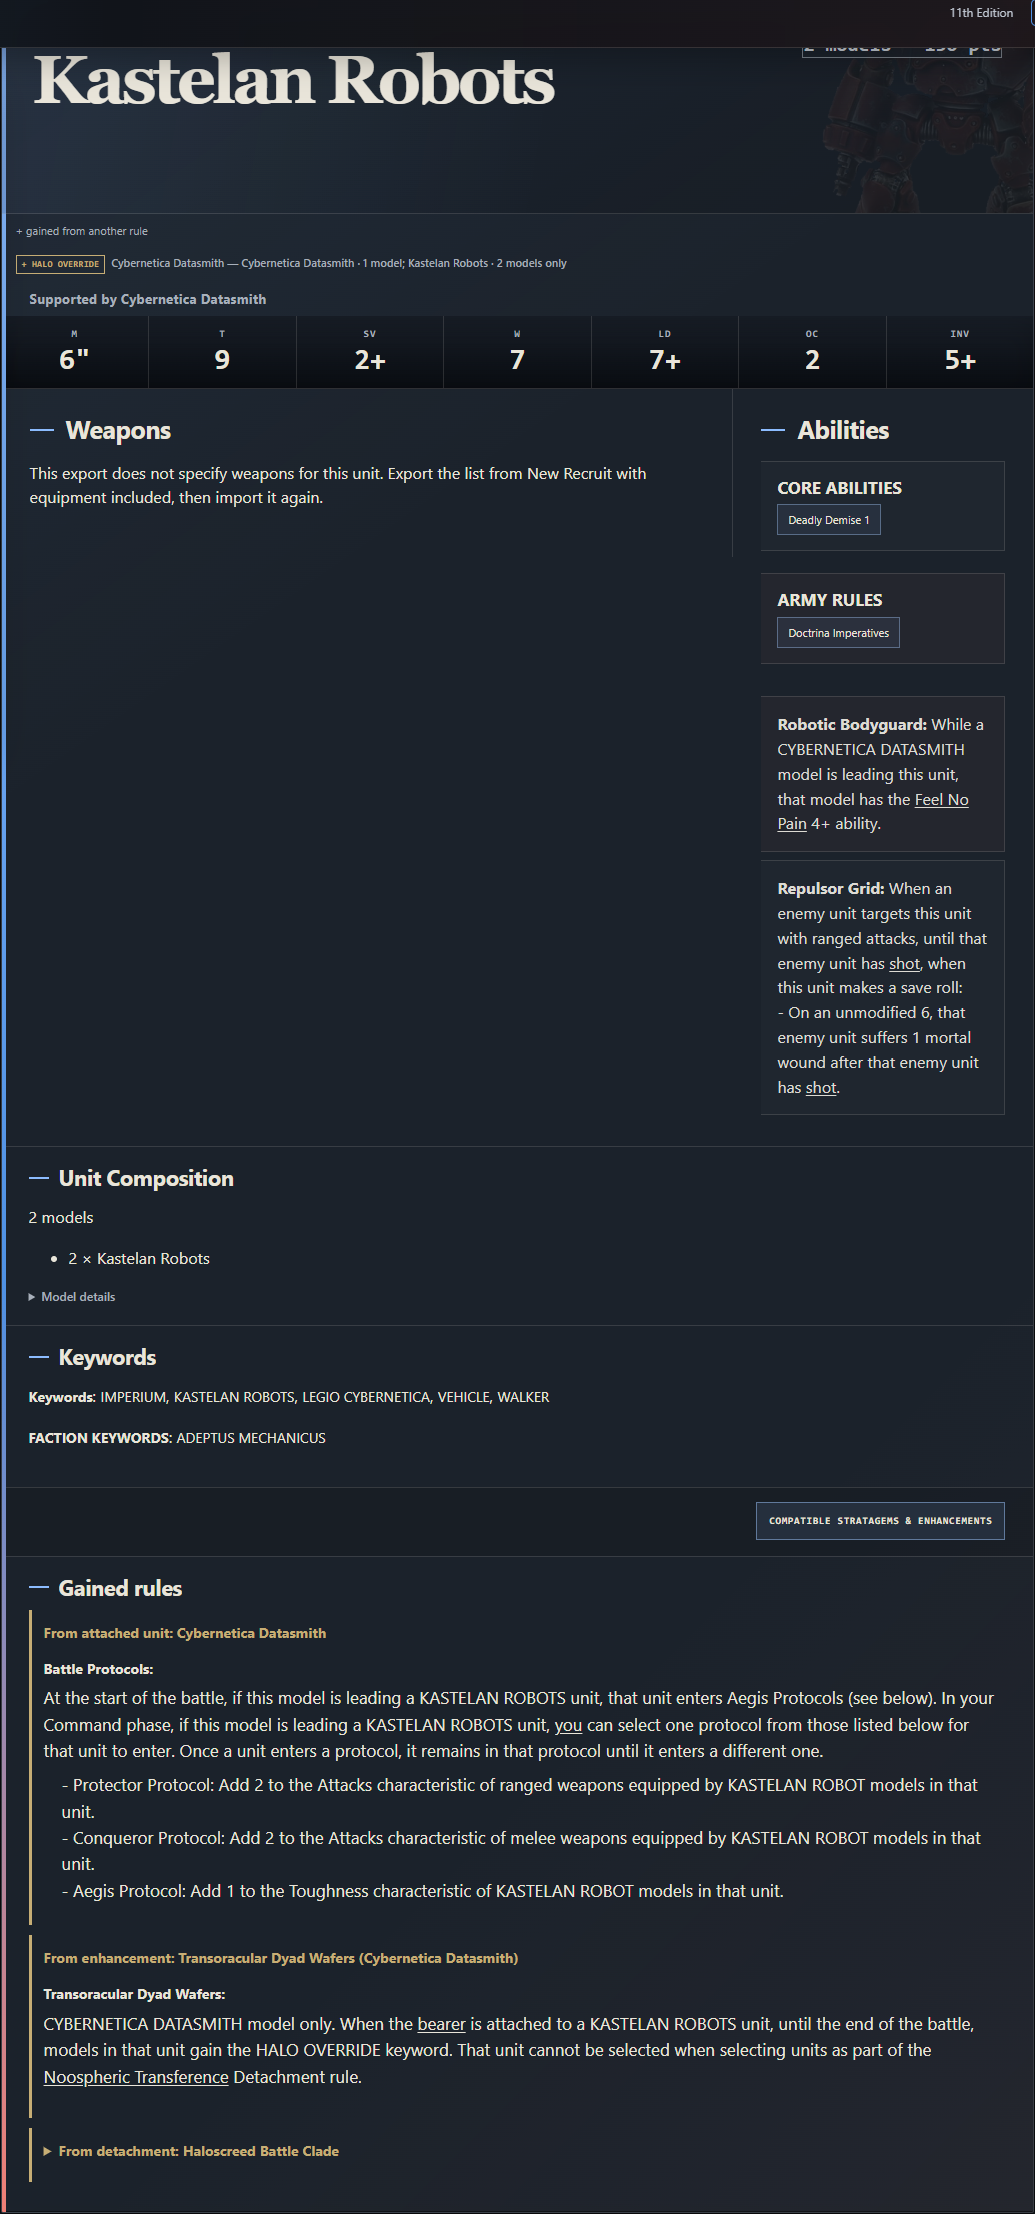 11th Edition
Kastelan Robots
+ gained from another rule
+ HALO OVERRIDE Cybernetica Datasmith — Cybernetica Datasmith · 1 model; Kastelan Robots · 2 models only
Supported by Cybernetica Datasmith
M T SV W LD OC INV
6" 9 2+ 7 7+ 2 5+
Weapons
This export does not specify weapons for this unit. Export the list from New Recruit with
equipment included, then import it again.
Abilities
CORE ABILITIES
Deadly Demise 1
ARMY RULES
Doctrina Imperatives
Robotic Bodyguard: While a
CYBERNETICA DATASMITH
model is leading this unit,
that model has the Feel No
Pain 4+ ability.
Repulsor Grid: When an
enemy unit targets this unit
with ranged attacks, until that
enemy unit has shot, when
this unit makes a save roll:
- On an unmodified 6, that
enemy unit suffers 1 mortal
wound after that enemy unit
has shot.
Unit Composition
2 models
• 2 × Kastelan Robots
▶ Model details
Keywords
Keywords: IMPERIUM, KASTELAN ROBOTS, LEGIO CYBERNETICA, VEHICLE, WALKER
FACTION KEYWORDS: ADEPTUS MECHANICUS
COMPATIBLE STRATAGEMS & ENHANCEMENTS
Gained rules
From attached unit: Cybernetica Datasmith
Battle Protocols:
At the start of the battle, if this model is leading a KASTELAN ROBOTS unit, that unit enters Aegis Protocols (see below). In your
Command phase, if this model is leading a KASTELAN ROBOTS unit, you can select one protocol from those listed below for
that unit to enter. Once a unit enters a protocol, it remains in that protocol until it enters a different one.
- Protector Protocol: Add 2 to the Attacks characteristic of ranged weapons equipped by KASTELAN ROBOT models in that
unit.
- Conqueror Protocol: Add 2 to the Attacks characteristic of melee weapons equipped by KASTELAN ROBOT models in that
unit.
- Aegis Protocol: Add 1 to the Toughness characteristic of KASTELAN ROBOT models in that unit.
From enhancement: Transoracular Dyad Wafers (Cybernetica Datasmith)
Transoracular Dyad Wafers:
CYBERNETICA DATASMITH model only. When the bearer is attached to a KASTELAN ROBOTS unit, until the end of the battle,
models in that unit gain the HALO OVERRIDE keyword. That unit cannot be selected when selecting units as part of the
Noospheric Transference Detachment rule.
▶ From detachment: Haloscreed Battle Clade